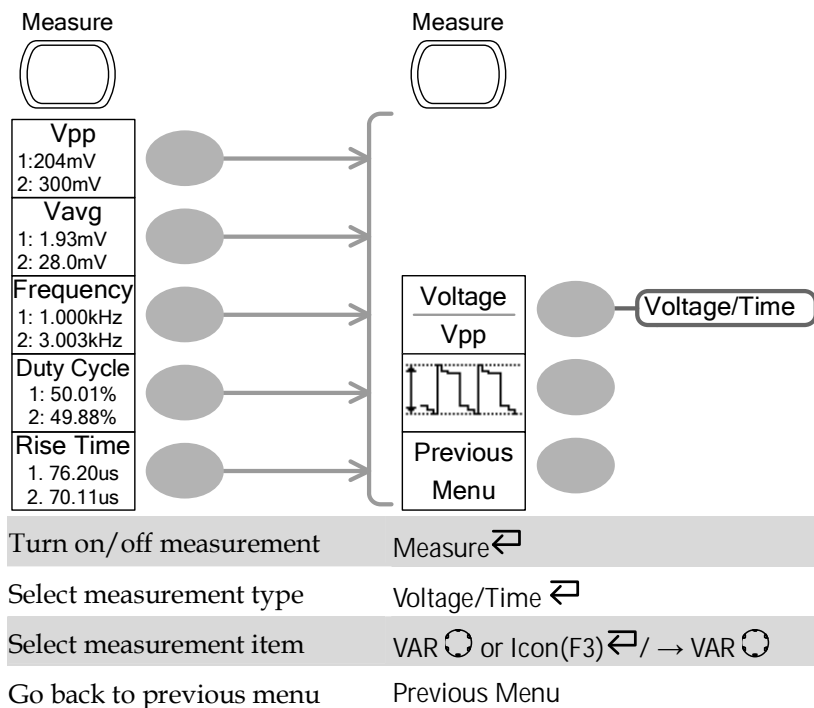 Measure
Measure
Vpp
1:204mV
2: 300mV
Vavg
1: 1.93mV
2: 28.0mV
Frequency
1: 1.000kHz
2: 3.003kHz
Duty Cycle
1: 50.01%
2: 49.88%
Rise Time
1. 76.20us
2. 70.11us
Voltage
Vpp
Voltage/Time
Previous
Menu
Turn on/off measurement Measure
Select measurement type Voltage/Time
Select measurement item VAR or Icon(F3) / → VAR
Go back to previous menu Previous Menu